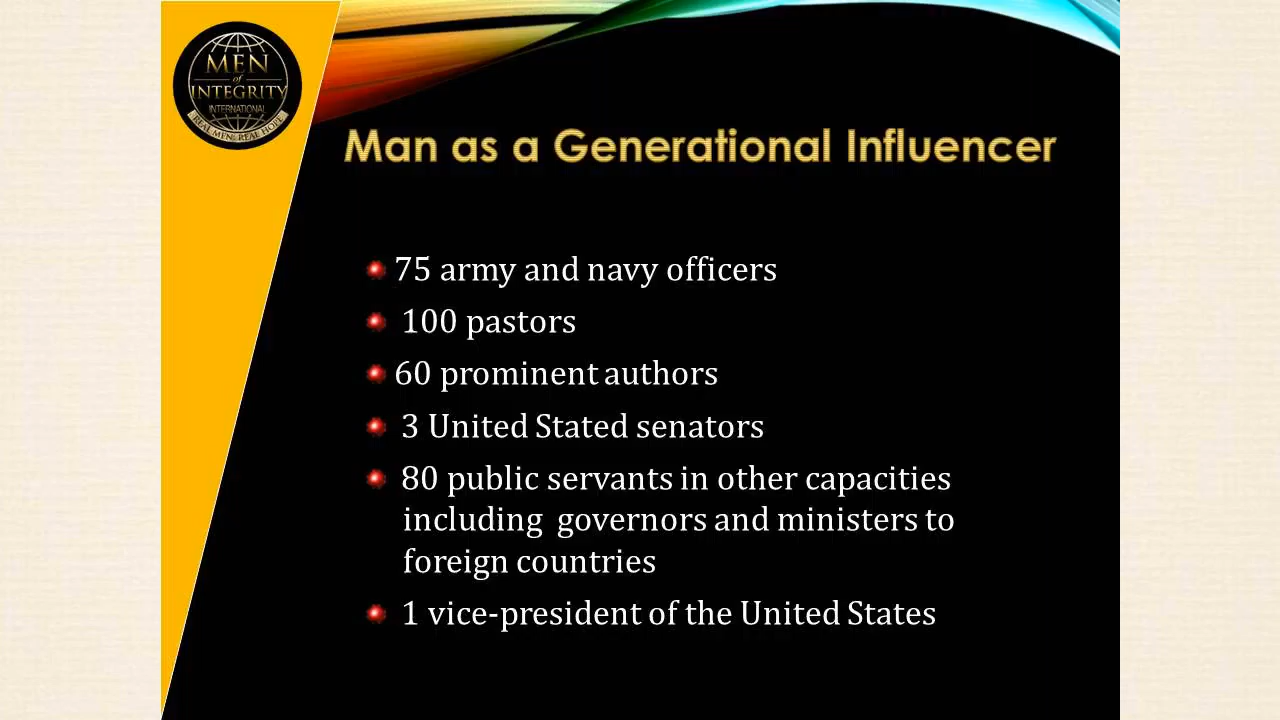 MEN
of
INTEGRITY
INTERNATIONAL
REAL MEN: REAL HOPE
Man as a Generational Influencer
75 army and navy officers
100 pastors
60 prominent authors
3 United Stated senators
80 public servants in other capacities
including governors and ministers to
foreign countries
1 vice-president of the United States